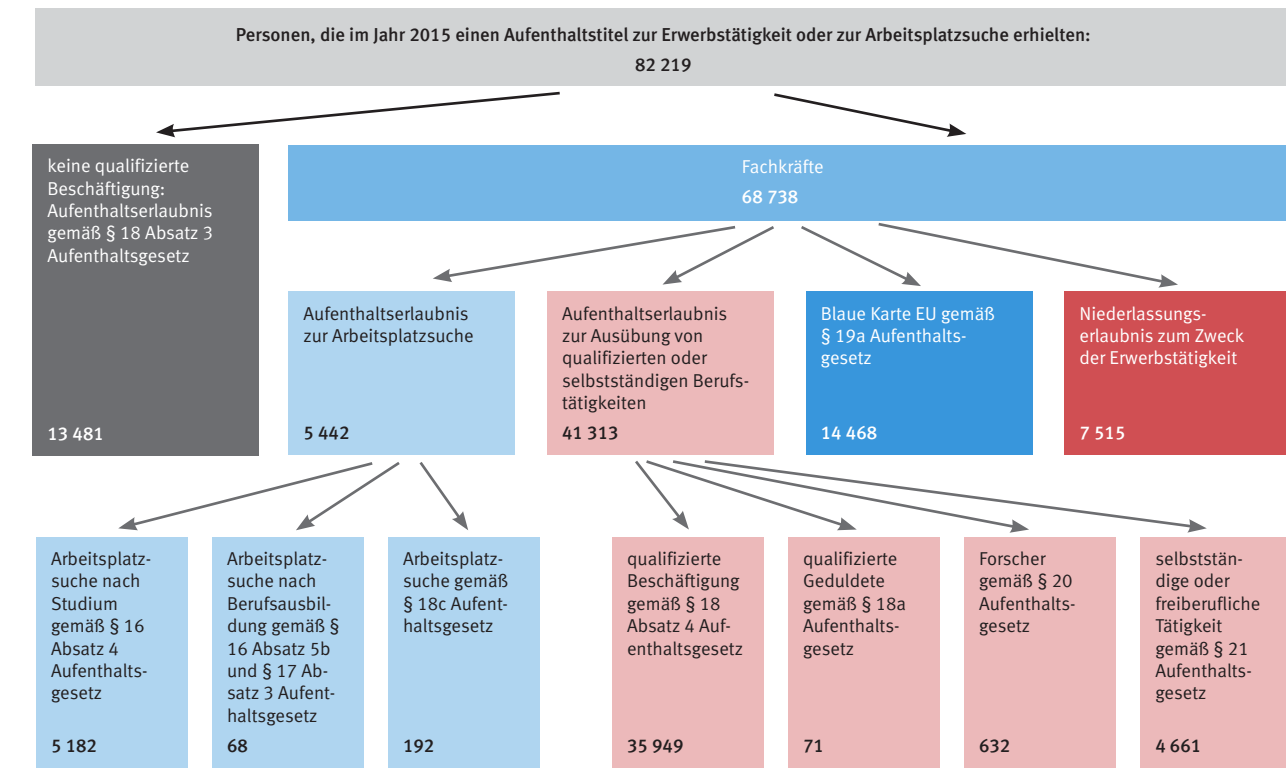 Personen, die im Jahr 2015 einen Aufenthaltstitel zur Erwerbstätigkeit oder zur Arbeitsplatzsuche erhielten:
82 219
keine qualifizierte
Beschäftigung:
Aufenthaltserlaubnis
gemäß § 18 Absatz 3
Aufenthaltsgesetz
13 481
Fachkräfte
68 738
Aufenthaltserlaubnis
zur Arbeitsplatzsuche
5 442
Aufenthaltserlaubnis
zur Ausübung von
qualifizierten oder
selbstständigen Berufs-
tätigkeiten
41 313
Blaue Karte EU gemäß
§ 19a Aufenthalts-
gesetz
14 468
Niederlassungs-
erlaubnis zum Zweck
der Erwerbstätigkeit
7 515
Arbeitsplatz-
suche nach
Studium
gemäß § 16
Absatz 4
Aufenthalts-
gesetz
5 182
Arbeitsplatz-
suche nach
Berufsausbil-
dung gemäß §
16 Absatz 5b
und § 17 Ab-
satz 3 Aufent-
haltsgesetz
68
Arbeitsplatz-
suche gemäß
§ 18c Aufent-
haltsgesetz
192
qualifizierte
Beschäftigung
gemäß § 18
Absatz 4 Auf-
enthaltsgesetz
35 949
qualifizierte
Geduldete
gemäß § 18a
Aufenthalts-
gesetz
71
Forscher
gemäß § 20
Aufenthalts-
gesetz
632
selbststän-
dige oder
freiberufliche
Tätigkeit
gemäß § 21
Aufenthalts-
gesetz
4 661